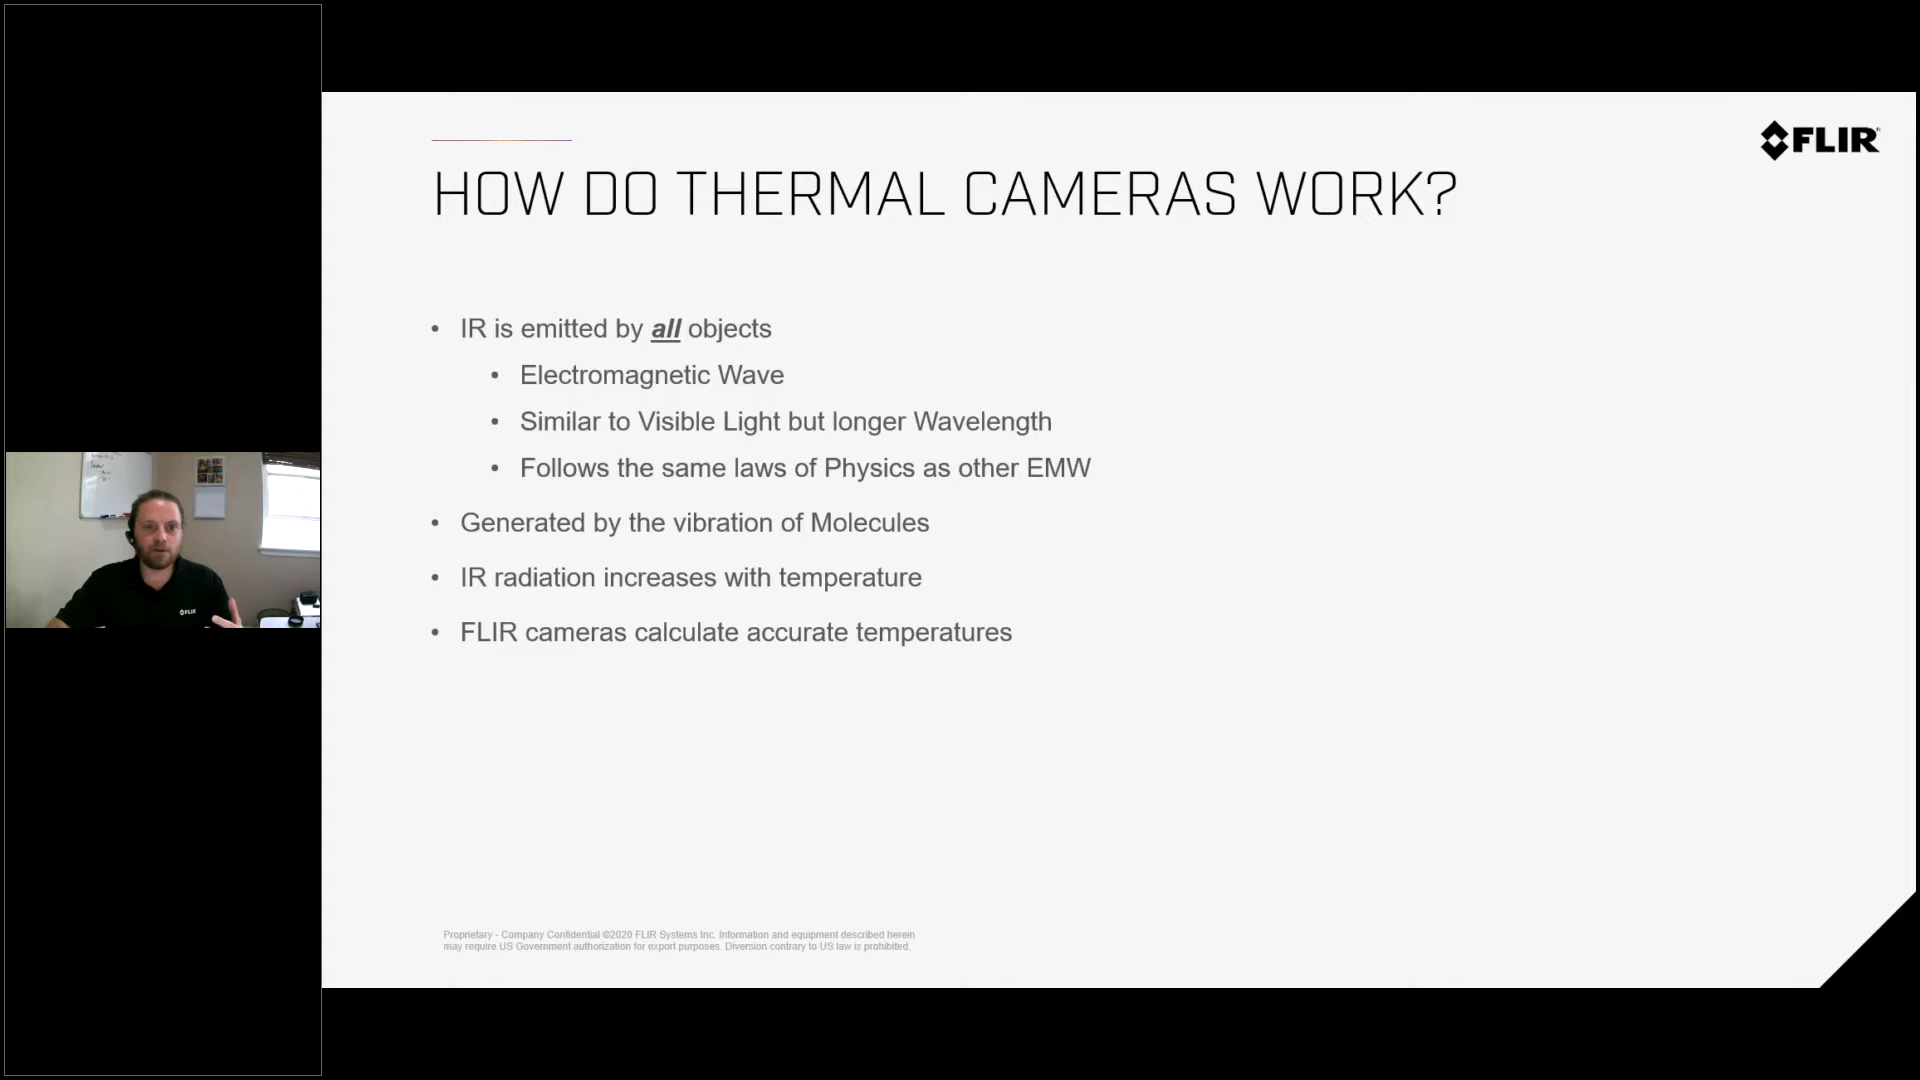 FLIR
HOW DO THERMAL CAMERAS WORK?
• IR is emitted by all objects
• Electromagnetic Wave
• Similar to Visible Light but longer Wavelength
• Follows the same laws of Physics as other EMW
• Generated by the vibration of Molecules
• IR radiation increases with temperature
• FLIR cameras calculate accurate temperatures
FLIR
Proprietary - Company Confidential ©2020 FLIR Systems Inc. Information and equipment described herein
may require US Government authorization for export purposes. Diversion contrary to US law is prohibited.